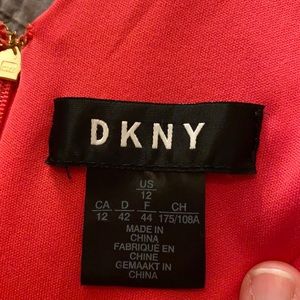 DKNY
US
12
CA D F CH
12 42 44 175/108A
MADE IN
CHINA
FABRIQUE EN
CHINE
GEMAAKT IN
CHINA